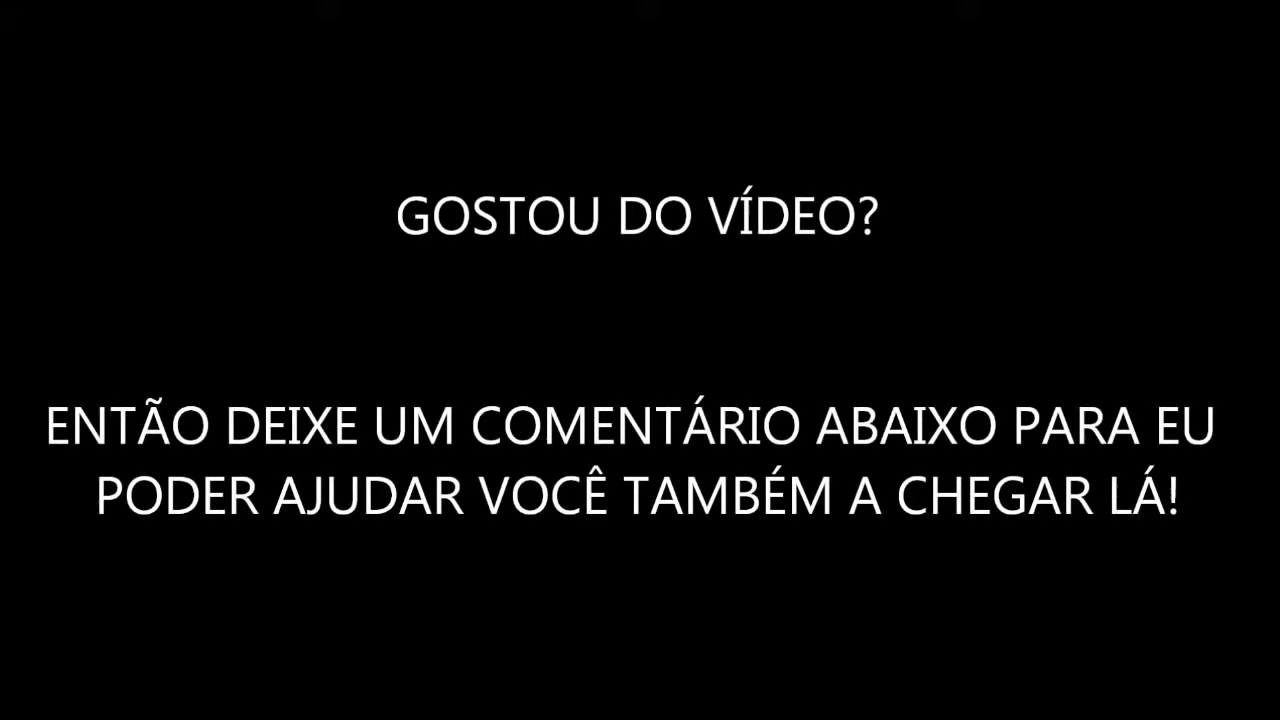 GOSTOU DO VÍDEO?
ENTÃO DEIXE UM COMENTÁRIO ABAIXO PARA EU
PODER AJUDAR VOCÊ TAMBÉM A CHEGAR LÁ!